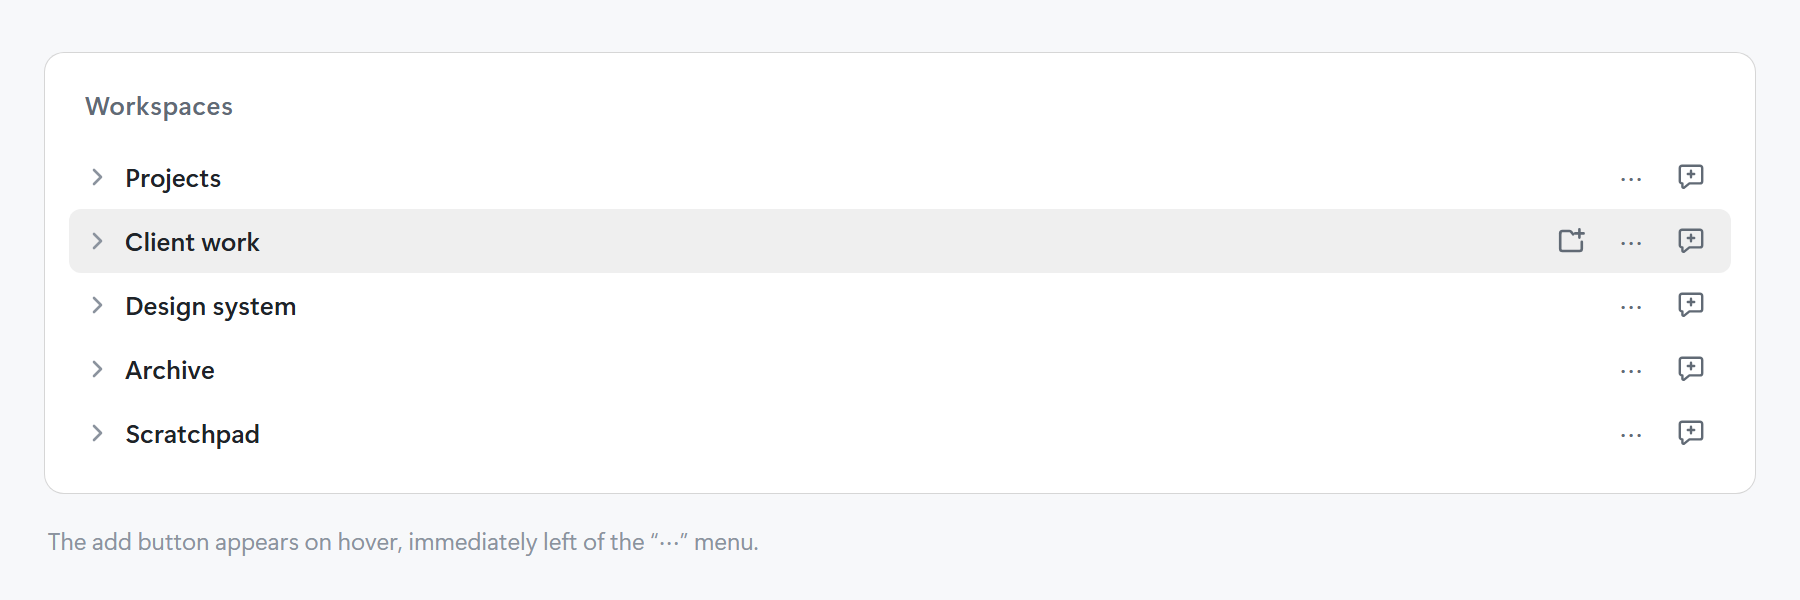 Workspaces
Projects ···
Client work ···
Design system ···
Archive ···
Scratchpad ···
The add button appears on hover, immediately left of the “···” menu.